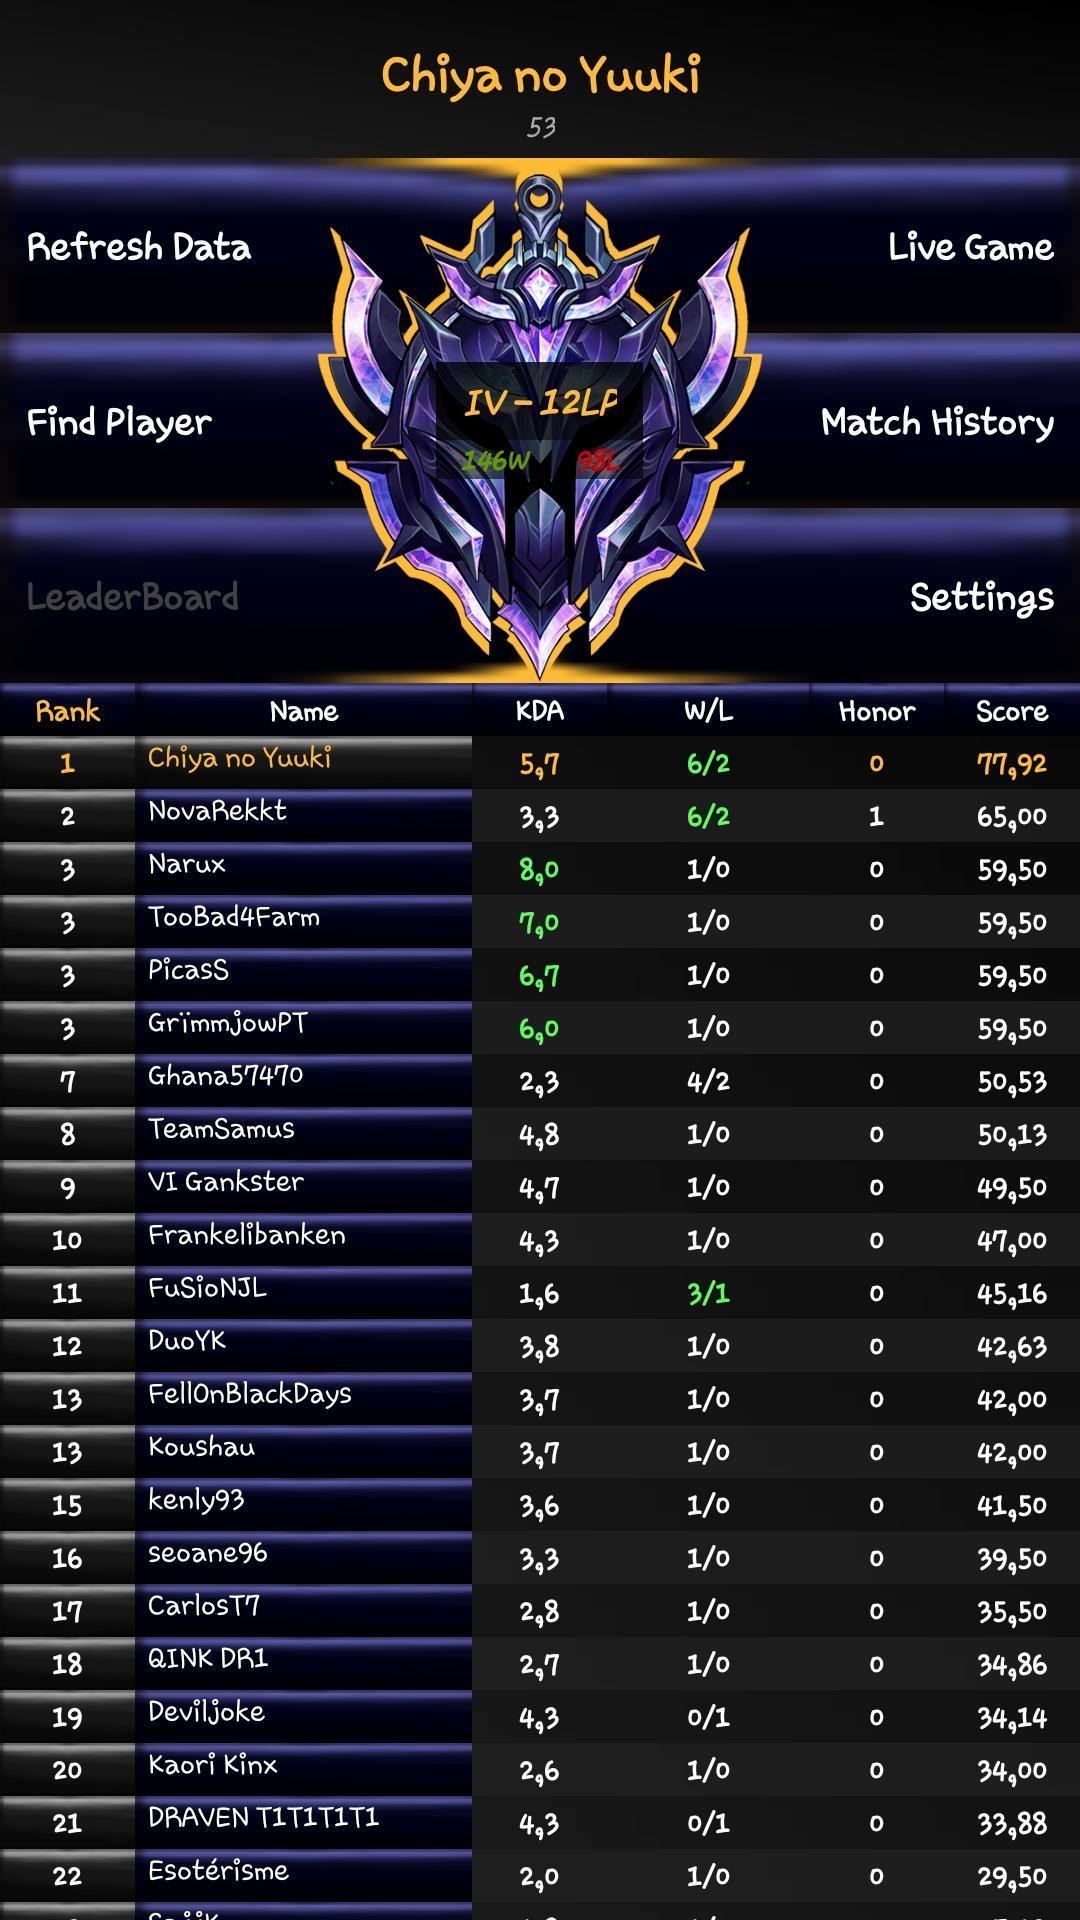 Chiya no Yuuki
53
Refresh Data
Live Game
IV - 12LP
Find Player
Match History
146W 98L
LeaderBoard
Settings
Rank Name KDA W/L Honor Score
1 Chiya no Yuuki 5,7 6/2 0 77,92
2 NovaRekkt 3,3 6/2 1 65,00
3 Narux 8,0 1/0 0 59,50
3 TooBad4Farm 7,0 1/0 0 59,50
3 PicasS 6,7 1/0 0 59,50
3 GrïmmjowPT 6,0 1/0 0 59,50
7 Ghana57470 2,3 4/2 0 50,53
8 TeamSamus 4,8 1/0 0 50,13
9 VI Gankster 4,7 1/0 0 49,50
10 Frankelibanken 4,3 1/0 0 47,00
11 FuSioNJL 1,6 3/1 0 45,16
12 DuoYK 3,8 1/0 0 42,63
13 FellOnBlackDays 3,7 1/0 0 42,00
13 Koushau 3,7 1/0 0 42,00
15 kenly93 3,6 1/0 0 41,50
16 seoane96 3,3 1/0 0 39,50
17 CarlosT7 2,8 1/0 0 35,50
18 QINK DR1 2,7 1/0 0 34,86
19 Deviljoke 4,3 0/1 0 34,14
20 Kaori Kinx 2,6 1/0 0 34,00
21 DRAVEN T1T1T1T1 4,3 0/1 0 33,88
22 Esotérisme 2,0 1/0 0 29,50